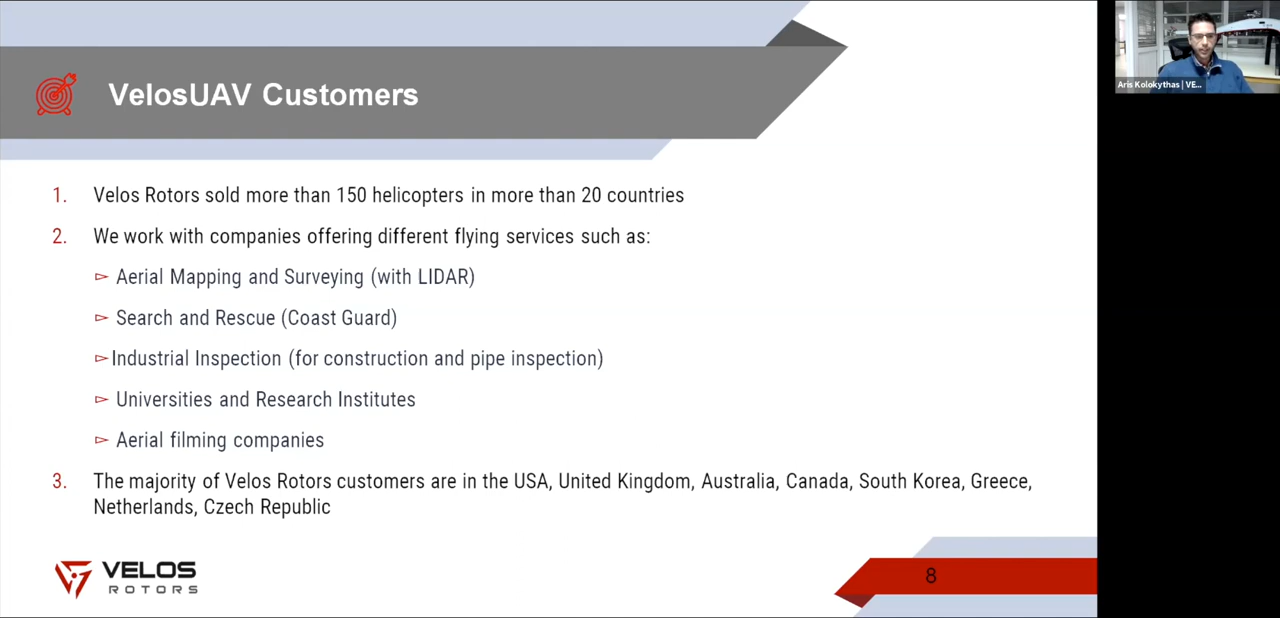 VelosUAV Customers
Aris Kolokythas | VE...
1. Velos Rotors sold more than 150 helicopters in more than 20 countries
2. We work with companies offering different flying services such as:
▻ Aerial Mapping and Surveying (with LIDAR)
▻ Search and Rescue (Coast Guard)
▻Industrial Inspection (for construction and pipe inspection)
▻ Universities and Research Institutes
▻ Aerial filming companies
3. The majority of Velos Rotors customers are in the USA, United Kingdom, Australia, Canada, South Korea, Greece,
Netherlands, Czech Republic
VELOS
ROTORS
8